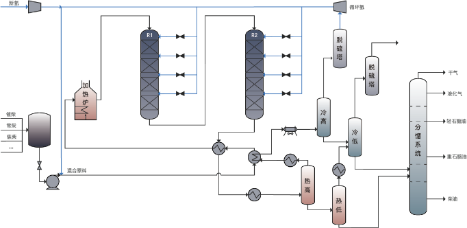 新氢
循环氢
R1
R2
脱硫塔
脱硫塔
加热炉
冷高
冷低
分馏系统
干气
液化气
轻石脑油
重石脑油
柴油
...
混合原料
热高
热低